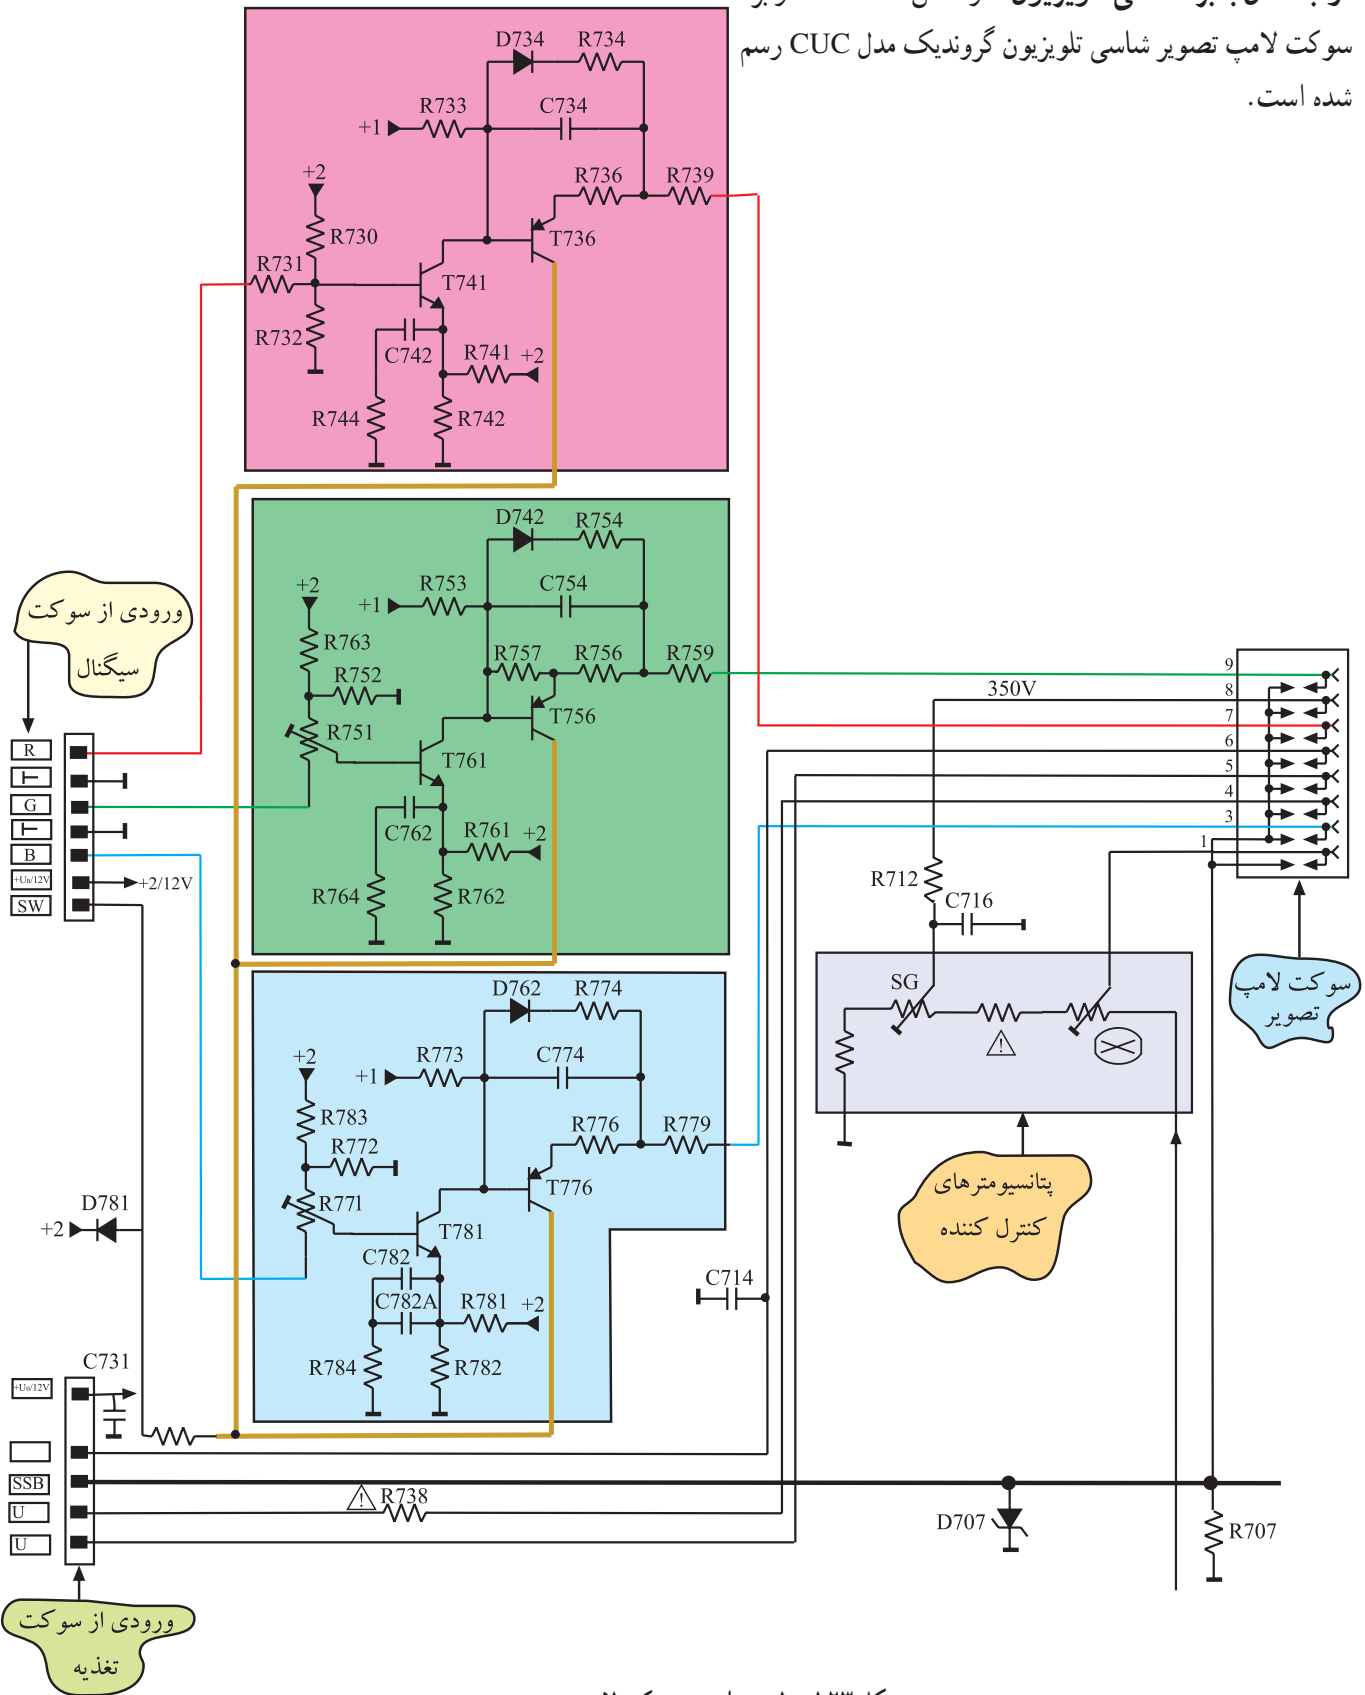 سوکت لامپ تصویر شاسی تلویزیون گروندیک مدل CUC رسم
شده است.
D734
R734
R733
C734
+1
R736
R739
+2
R730
T736
R731
T741
R732
C742
R741
+2
R744
R742
D742
R754
+2
R753
C754
+1
R763
R757
R756
R759
R752
T756
R751
T761
C762
R761
+2
R764
R762
ورودی از سوکت
سیگنال
R
G
B
+2/12V
SW
350V
9
8
7
6
5
4
3
1
R712
C716
SG
سوکت لامپ
تصویر
پتانسیومترهای
کنترل کننده
D762
R774
+2
R773
C774
+1
R783
R776
R779
R772
T776
R771
T781
C782
C782A
R781
+2
R784
R782
D781
+2
C714
C731
SSB
U
U
R738
D707
R707
ورودی از سوکت
تغذیه